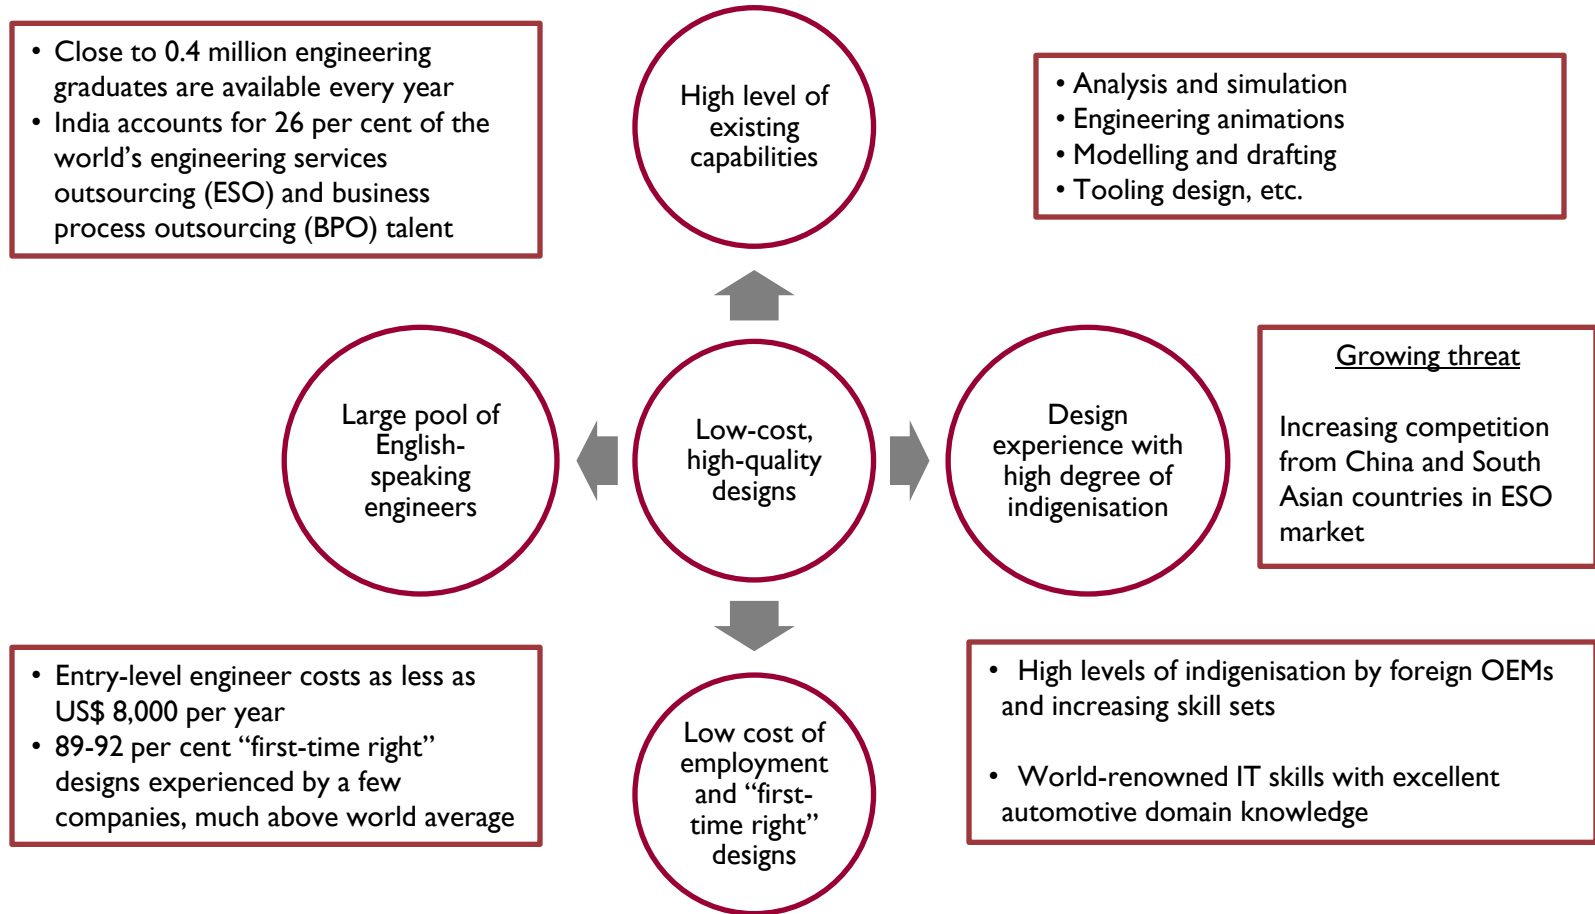 • Close to 0.4 million engineering
graduates are available every year
• India accounts for 26 per cent of the
world’s engineering services
outsourcing (ESO) and business
process outsourcing (BPO) talent
High level of
existing
capabilities
• Analysis and simulation
• Engineering animations
• Modelling and drafting
• Tooling design, etc.
Large pool of
English-
speaking
engineers
Low-cost,
high-quality
designs
Design
experience with
high degree of
indigenisation
Growing threat
Increasing competition
from China and South
Asian countries in ESO
market
• Entry-level engineer costs as less as
US$ 8,000 per year
• 89-92 per cent “first-time right”
designs experienced by a few
companies, much above world average
Low cost of
employment
and “first-
time right”
designs
• High levels of indigenisation by foreign OEMs
and increasing skill sets
• World-renowned IT skills with excellent
automotive domain knowledge